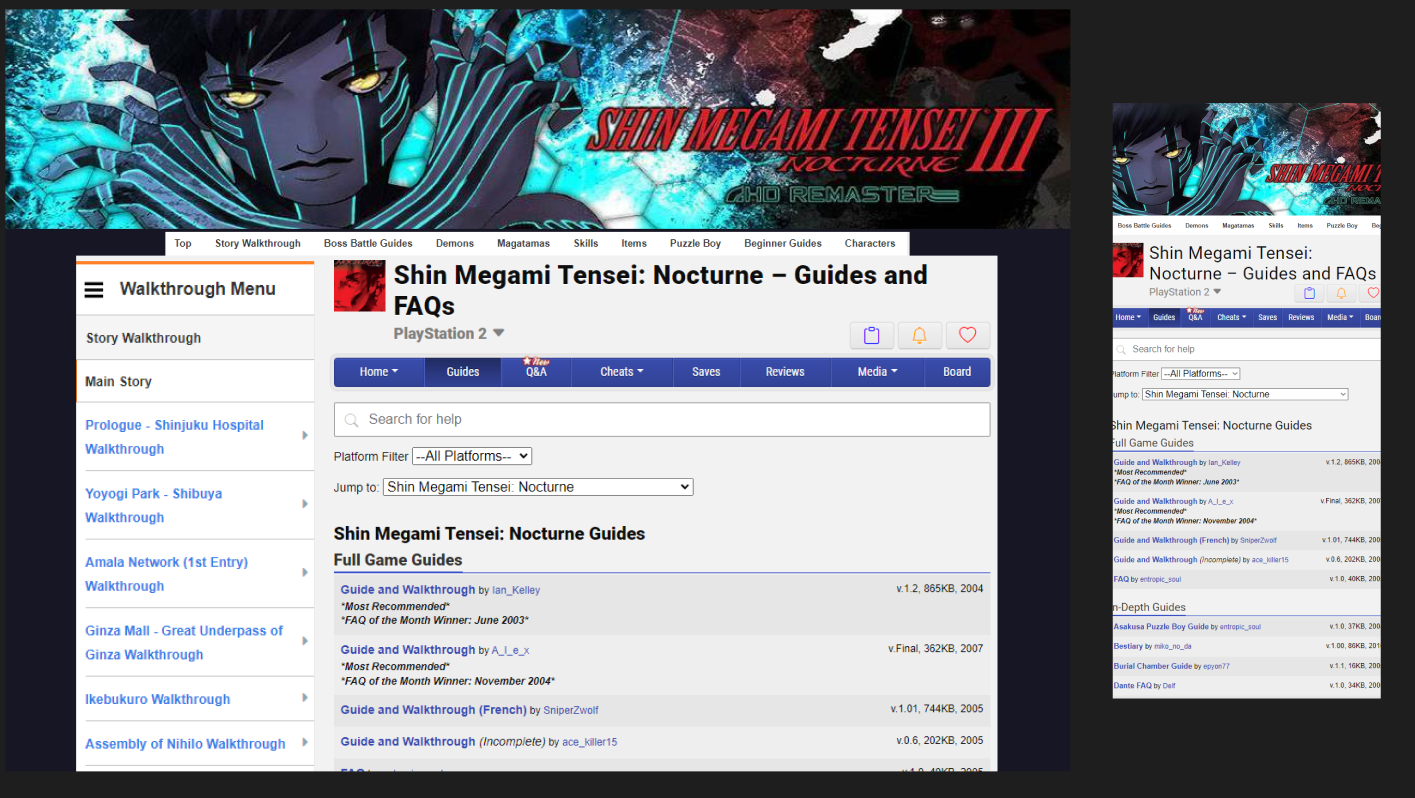 SHIN MEGAMI TENSEI III
NOCTURNE
HD REMASTER
Top Story Walkthrough Boss Battle Guides Demons Magatamas Skills Items Puzzle Boy Beginner Guides Characters
Walkthrough Menu
Story Walkthrough
Main Story
Prologue - Shinjuku Hospital
Walkthrough
Yoyogi Park - Shibuya
Walkthrough
Amala Network (1st Entry)
Walkthrough
Ginza Mall - Great Underpass of
Ginza Walkthrough
Ikebukuro Walkthrough
Assembly of Nihilo Walkthrough
Shin Megami Tensei: Nocturne – Guides and
FAQs
PlayStation 2
Home Guides New Q&A Cheats Saves Reviews Media Board
Search for help
Platform Filter --All Platforms--
Jump to: Shin Megami Tensei: Nocturne
Shin Megami Tensei: Nocturne Guides
Full Game Guides
Guide and Walkthrough by Ian_Kelley v.1.2, 865KB, 2004
*Most Recommended*
*FAQ of the Month Winner: June 2003*
Guide and Walkthrough by A_l_e_x v.Final, 362KB, 2007
*Most Recommended*
*FAQ of the Month Winner: November 2004*
Guide and Walkthrough (French) by SniperZwolf v.1.01, 744KB, 2005
Guide and Walkthrough (Incomplete) by ace_killer15 v.0.6, 202KB, 2005
SHIN MEGAMI T
NOCT
HD REMA
Boss Battle Guides Demons Magatamas Skills Items Puzzle Boy Be
Shin Megami Tensei:
Nocturne – Guides and FAQs
PlayStation 2
Home Guides New Q&A Cheats Saves Reviews Media Board
Search for help
Platform Filter --All Platforms--
ump to: Shin Megami Tensei: Nocturne
Shin Megami Tensei: Nocturne Guides
Full Game Guides
Guide and Walkthrough by Ian_Kelley v.1.2, 865KB, 200
*Most Recommended*
*FAQ of the Month Winner: June 2003*
Guide and Walkthrough by A_l_e_x v.Final, 362KB, 200
*Most Recommended*
*FAQ of the Month Winner: November 2004*
Guide and Walkthrough (French) by SniperZwolf v.1.01, 744KB, 200
Guide and Walkthrough (Incomplete) by ace_killer15 v.0.6, 202KB, 200
FAQ by entropic_soul v.1.0, 40KB, 200
n-Depth Guides
Asakusa Puzzle Boy Guide by entropic_soul v.1.0, 37KB, 200
Bestiary by miko_no_da v.1.00, 86KB, 201
Burial Chamber Guide by epyon77 v.1.1, 16KB, 200
Dante FAQ by Delf v.1.0, 34KB, 200